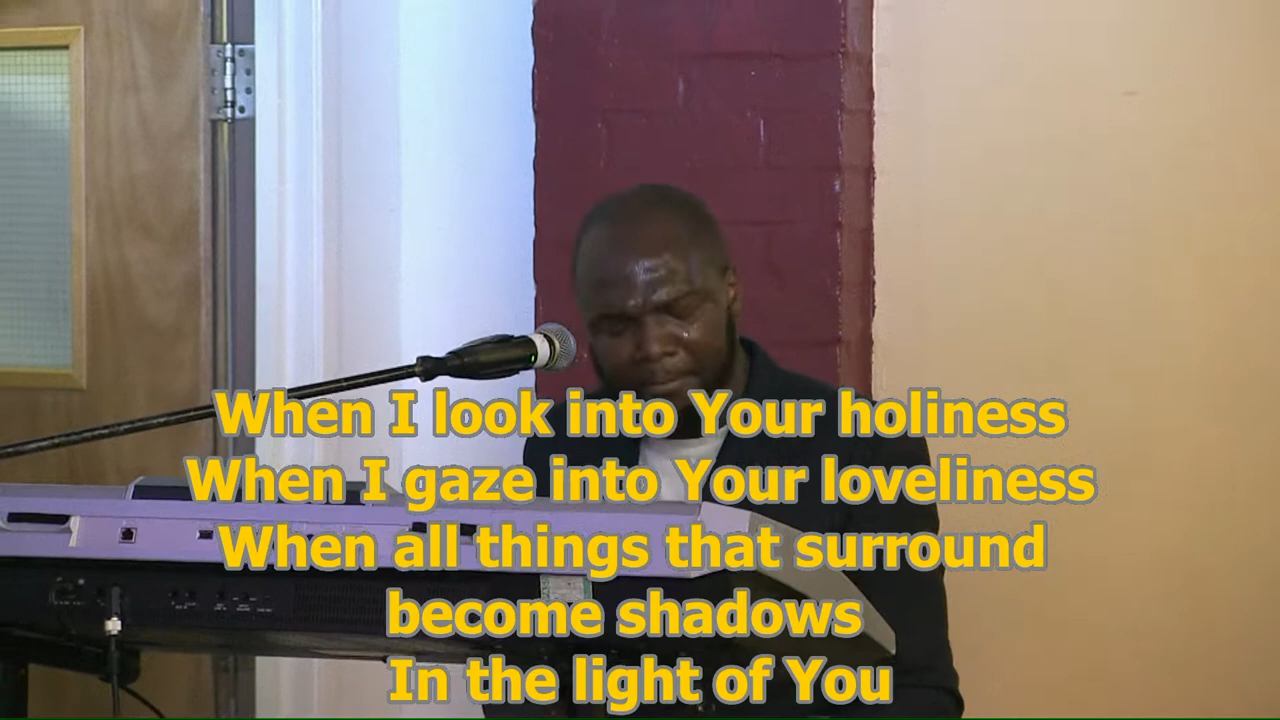 When I look into Your holiness
When I gaze into Your loveliness
When all things that surround
become shadows
In the light of You